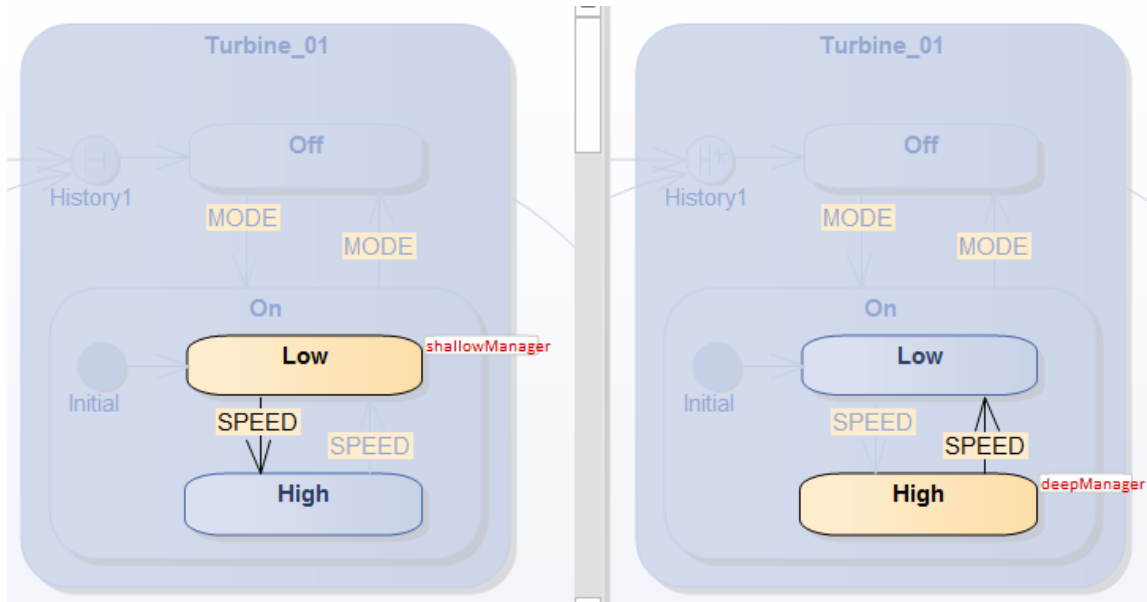 Turbine_01
Off
History1
MODE
MODE
On
Low
shallowManager
Initial
SPEED
SPEED
High
Turbine_01
Off
History1
MODE
MODE
On
Low
Initial
SPEED
SPEED
High
deepManager